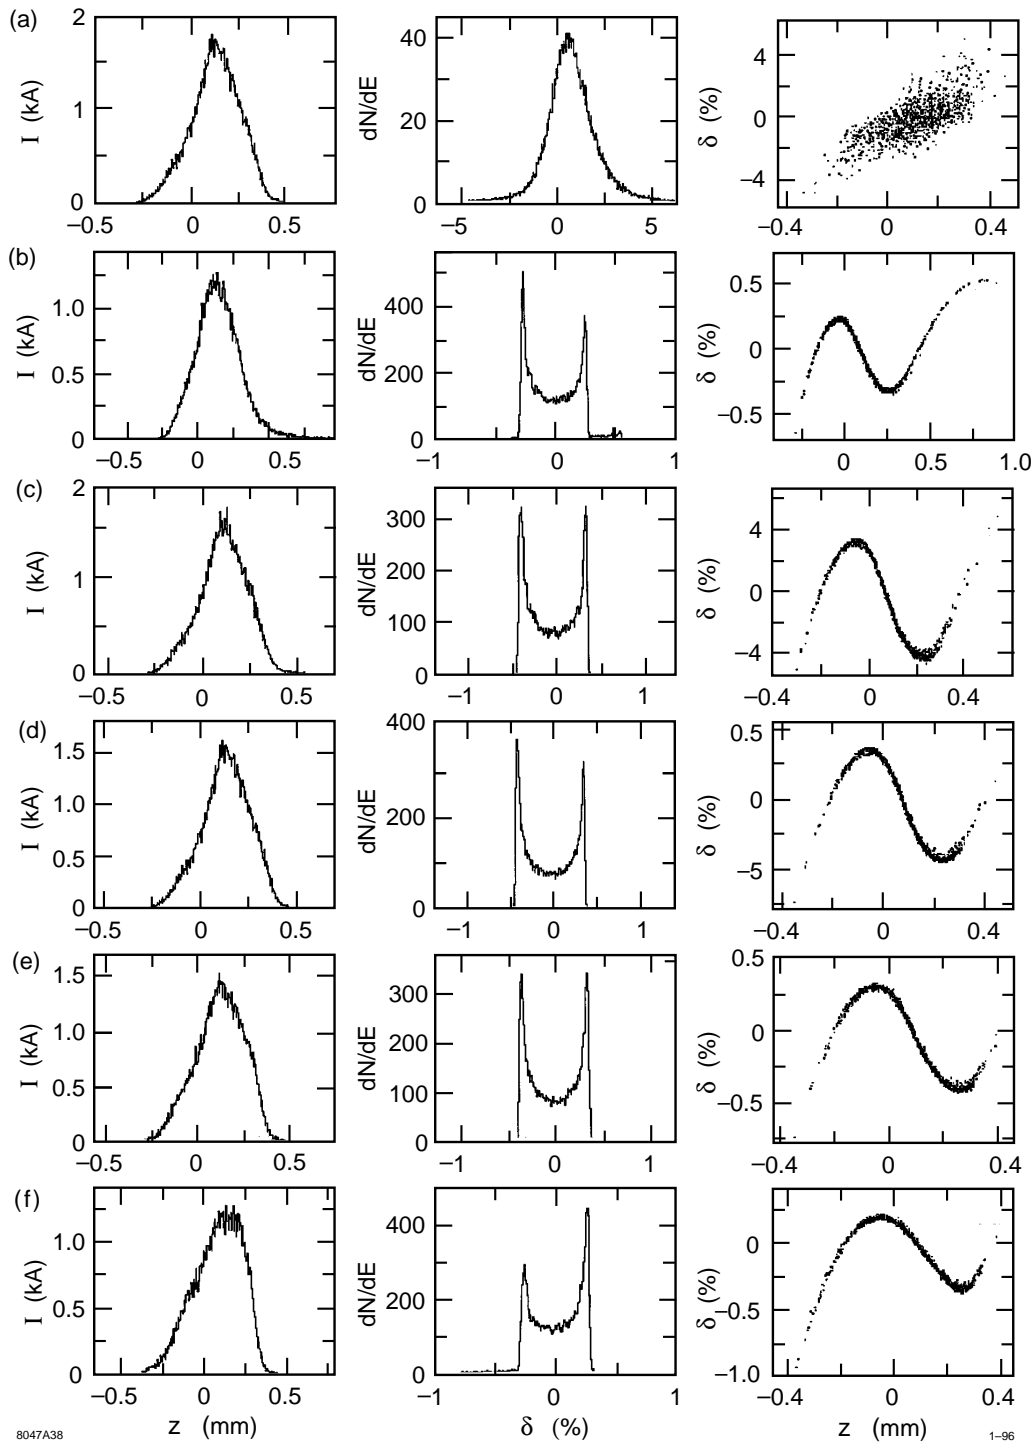 (a)
2
1
0
I (kA)
−0.5 0 0.5
40
20
0
dN/dE
−5 0 5
4
0
−4
δ (%)
−0.4 0 0.4
(b)
1.0
0.5
0
I (kA)
−0.5 0 0.5
400
200
0
dN/dE
−1 0 1
0.5
0
−0.5
δ (%)
0 0.5 1.0
(c)
2
1
0
I (kA)
−0.5 0 0.5
300
200
100
0
dN/dE
−1 0 1
4
0
−4
δ (%)
−0.4 0 0.4
(d)
1.5
1.0
0.5
0
I (kA)
−0.5 0 0.5
400
200
0
dN/dE
−1 0 1
0.5
0
−5
δ (%)
−0.4 0 0.4
(e)
1.5
1.0
0.5
0
I (kA)
−0.5 0 0.5
300
200
100
0
dN/dE
−1 0 1
0.5
0
−0.5
δ (%)
−0.4 0 0.4
(f)
1.0
0.5
0
I (kA)
−0.5 0 0.5
z (mm)
400
200
0
dN/dE
−1 0 1
δ (%)
0
−0.5
−1.0
δ (%)
−0.4 0 0.4
z (mm)
8047A38
1–96